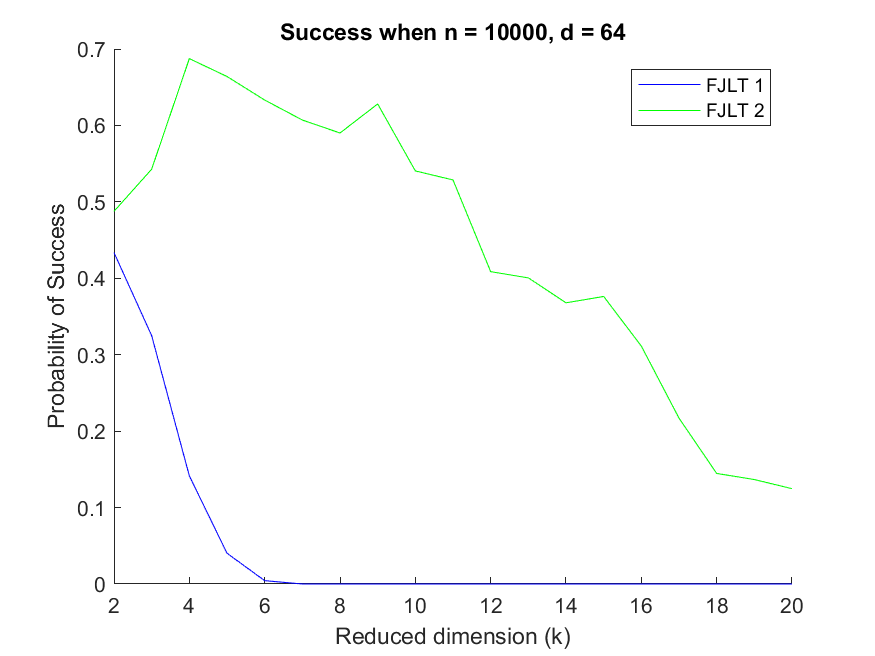 Success when n = 10000, d = 64
FJLT 1
FJLT 2
Probability of Success
0.7
0.6
0.5
0.4
0.3
0.2
0.1
0
2 4 6 8 10 12 14 16 18 20
Reduced dimension (k)